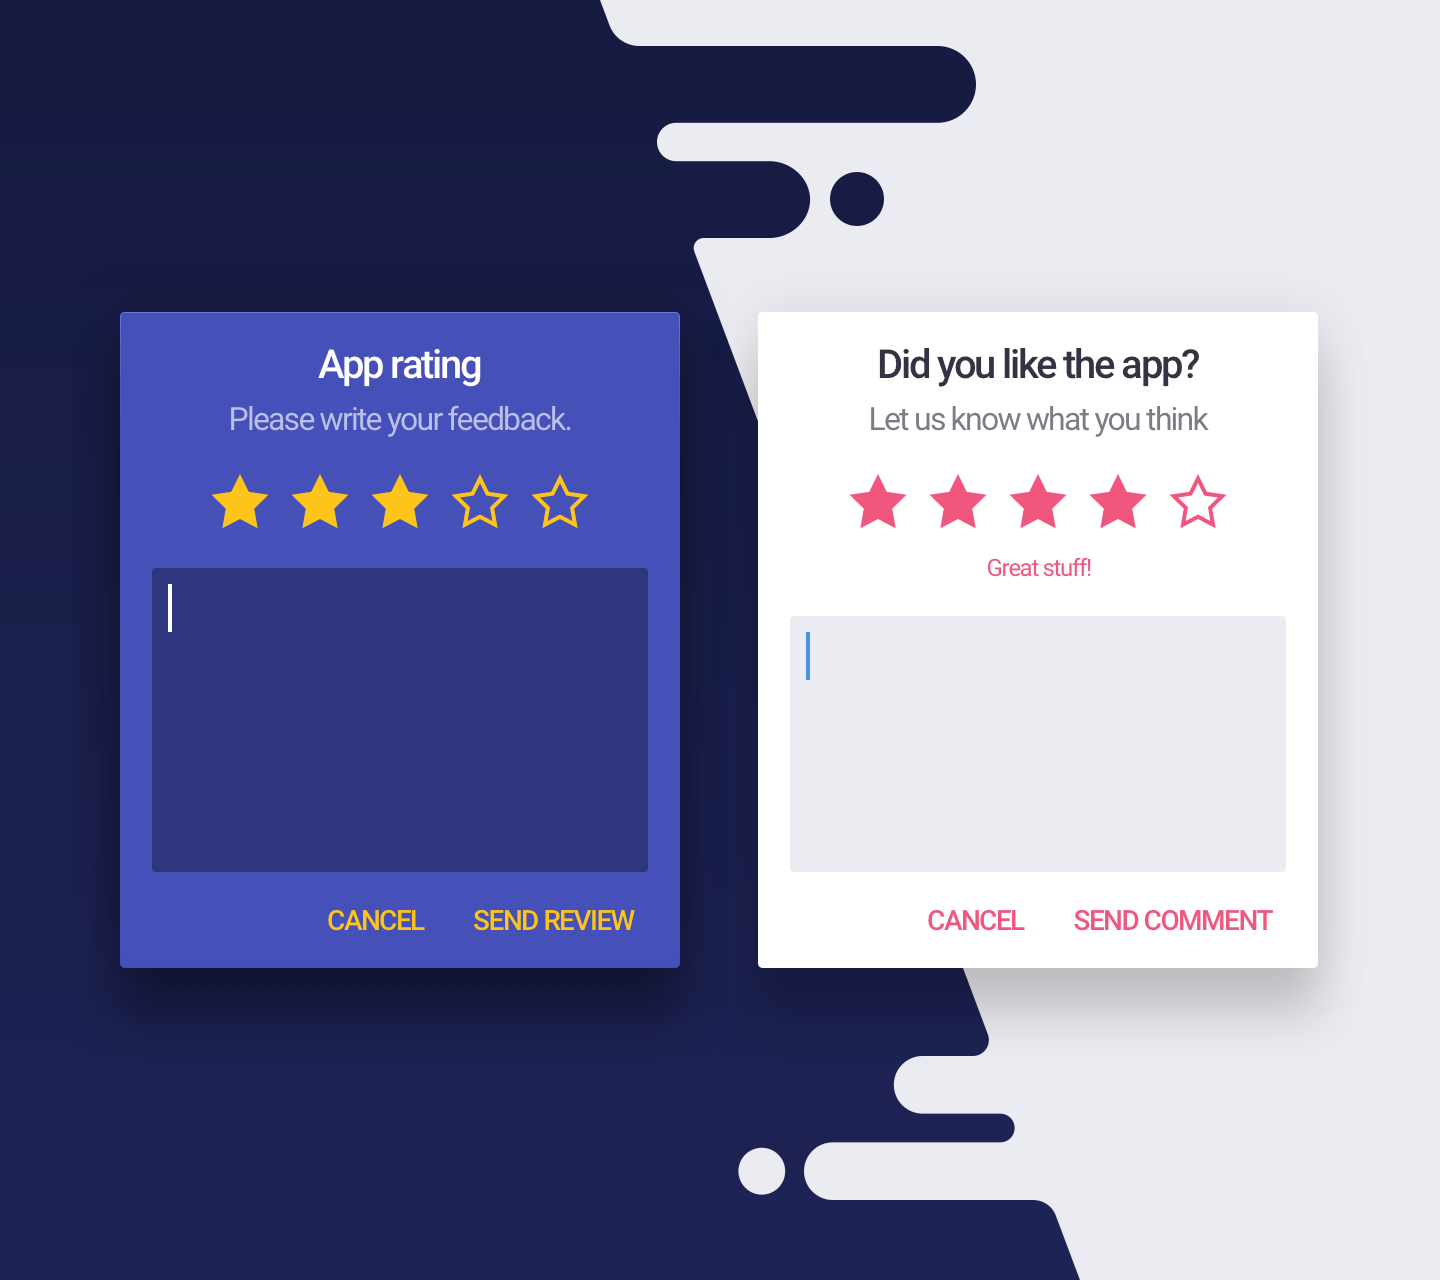 App rating
Please write your feedback.
CANCEL SEND REVIEW
Did you like the app?
Let us know what you think
Great stuff!
CANCEL SEND COMMENT